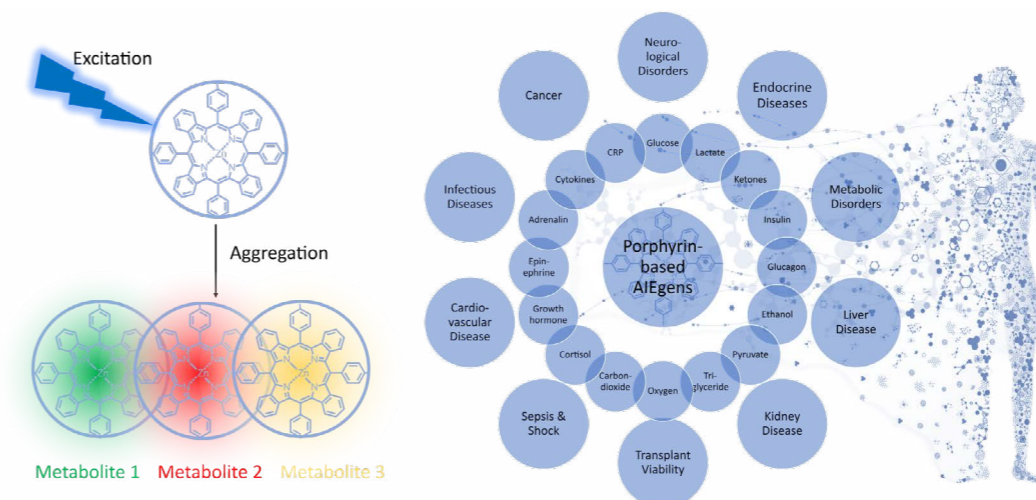 Excitation
Aggregation
Metabolite 1
Metabolite 2
Metabolite 3
Neuro-
logical
Disorders
Endocrine
Diseases
Metabolic
Disorders
Liver
Disease
Kidney
Disease
Transplant
Viability
Sepsis &
Shock
Cardio-
vascular
Disease
Infectious
Diseases
Cancer
Glucose
Lactate
Ketones
Insulin
Glucagon
Ethanol
Pyruvate
Tri-
glyceride
Oxygen
Carbon-
dioxide
Cortisol
Growth
hormone
Epin-
ephrine
Adrenalin
Cytokines
CRP
Porphyrin-
based
AIEgens